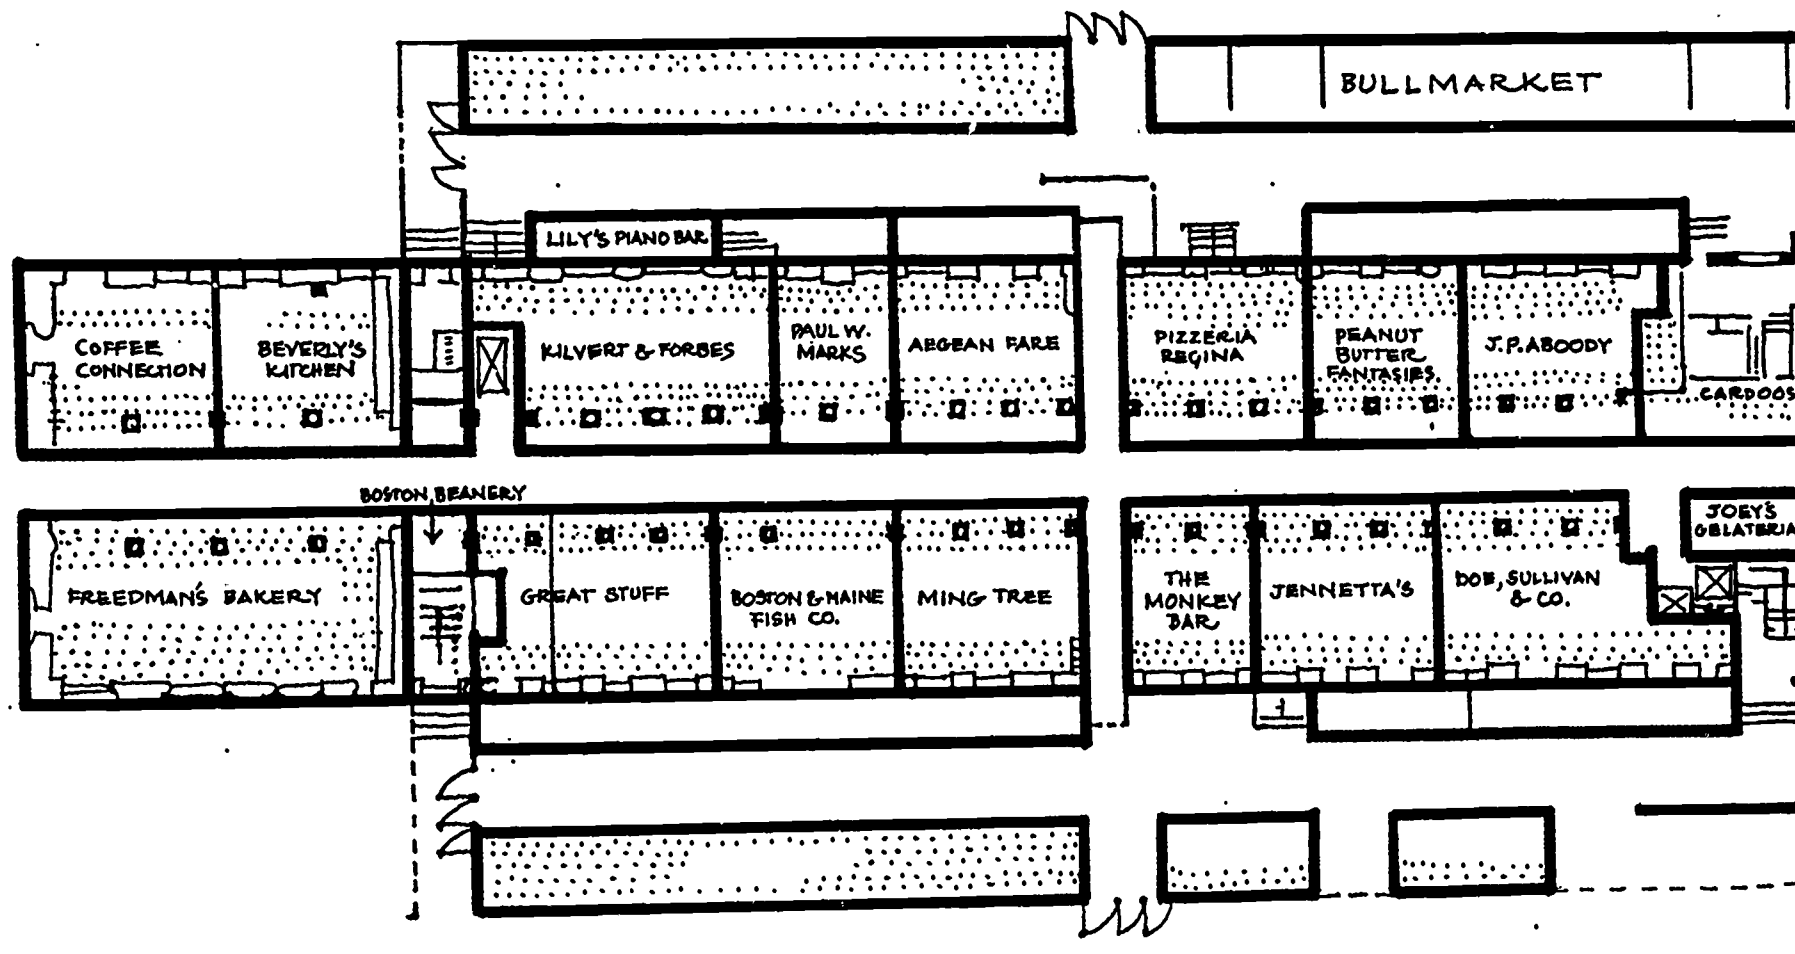 BULLMARKET
LILY'S PIANO BAR
COFFEE
CONNECTION
BEVERLY'S
KITCHEN
KILVERT & FORBES
PAUL W.
MARKS
AEGEAN FARE
PIZZERIA
REGINA
PEANUT
BUTTER
FANTASIES
J.P. ABOODY
CARDOOS
BOSTON BEANERY
FREEDMAN'S BAKERY
GREAT STUFF
BOSTON & MAINE
FISH CO.
MING TREE
THE
MONKEY
BAR
JENNETTA'S
DOE, SULLIVAN
& CO.
JOEY'S
GELATERIA